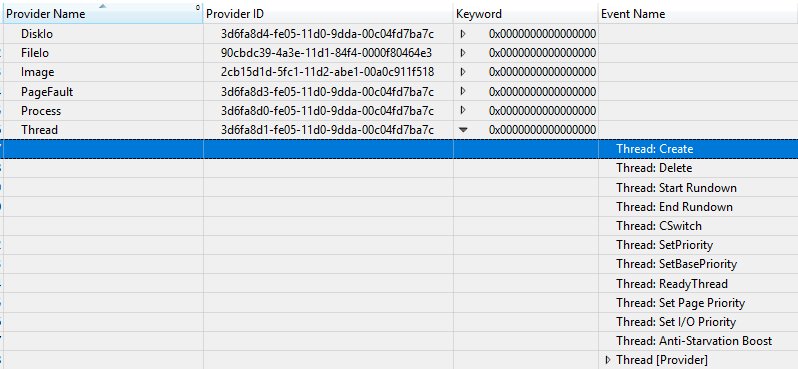 Provider Name 0 Provider ID Keyword Event Name
DiskIo 3d6fa8d4-fe05-11d0-9dda-00c04fd7ba7c 0x0000000000000000
FileIo 90cbdc39-4a3e-11d1-84f4-0000f80464e3 0x0000000000000000
Image 2cb15d1d-5fc1-11d2-abe1-00a0c911f518 0x0000000000000000
PageFault 3d6fa8d3-fe05-11d0-9dda-00c04fd7ba7c 0x0000000000000000
Process 3d6fa8d0-fe05-11d0-9dda-00c04fd7ba7c 0x0000000000000000
Thread 3d6fa8d1-fe05-11d0-9dda-00c04fd7ba7c 0x0000000000000000
Thread: Create
Thread: Delete
Thread: Start Rundown
Thread: End Rundown
Thread: CSwitch
Thread: SetPriority
Thread: SetBasePriority
Thread: ReadyThread
Thread: Set Page Priority
Thread: Set I/O Priority
Thread: Anti-Starvation Boost
Thread [Provider]